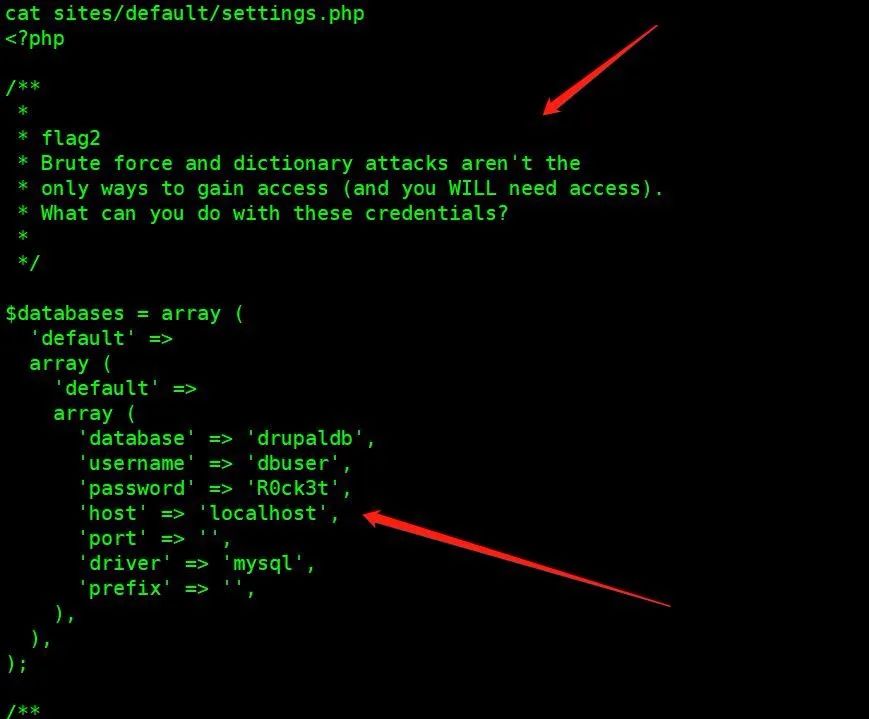 cat sites/default/settings.php
<?php
/**
 *
 * flag2
 * Brute force and dictionary attacks aren't the
 * only ways to gain access (and you WILL need access).
 * What can you do with these credentials?
 *
 */
$databases = array (
  'default' =>
  array (
    'default' =>
    array (
      'database' => 'drupaldb',
      'username' => 'dbuser',
      'password' => 'R0ck3t',
      'host' => 'localhost',
      'port' => '',
      'driver' => 'mysql',
      'prefix' => '',
    ),
  ),
);
/**